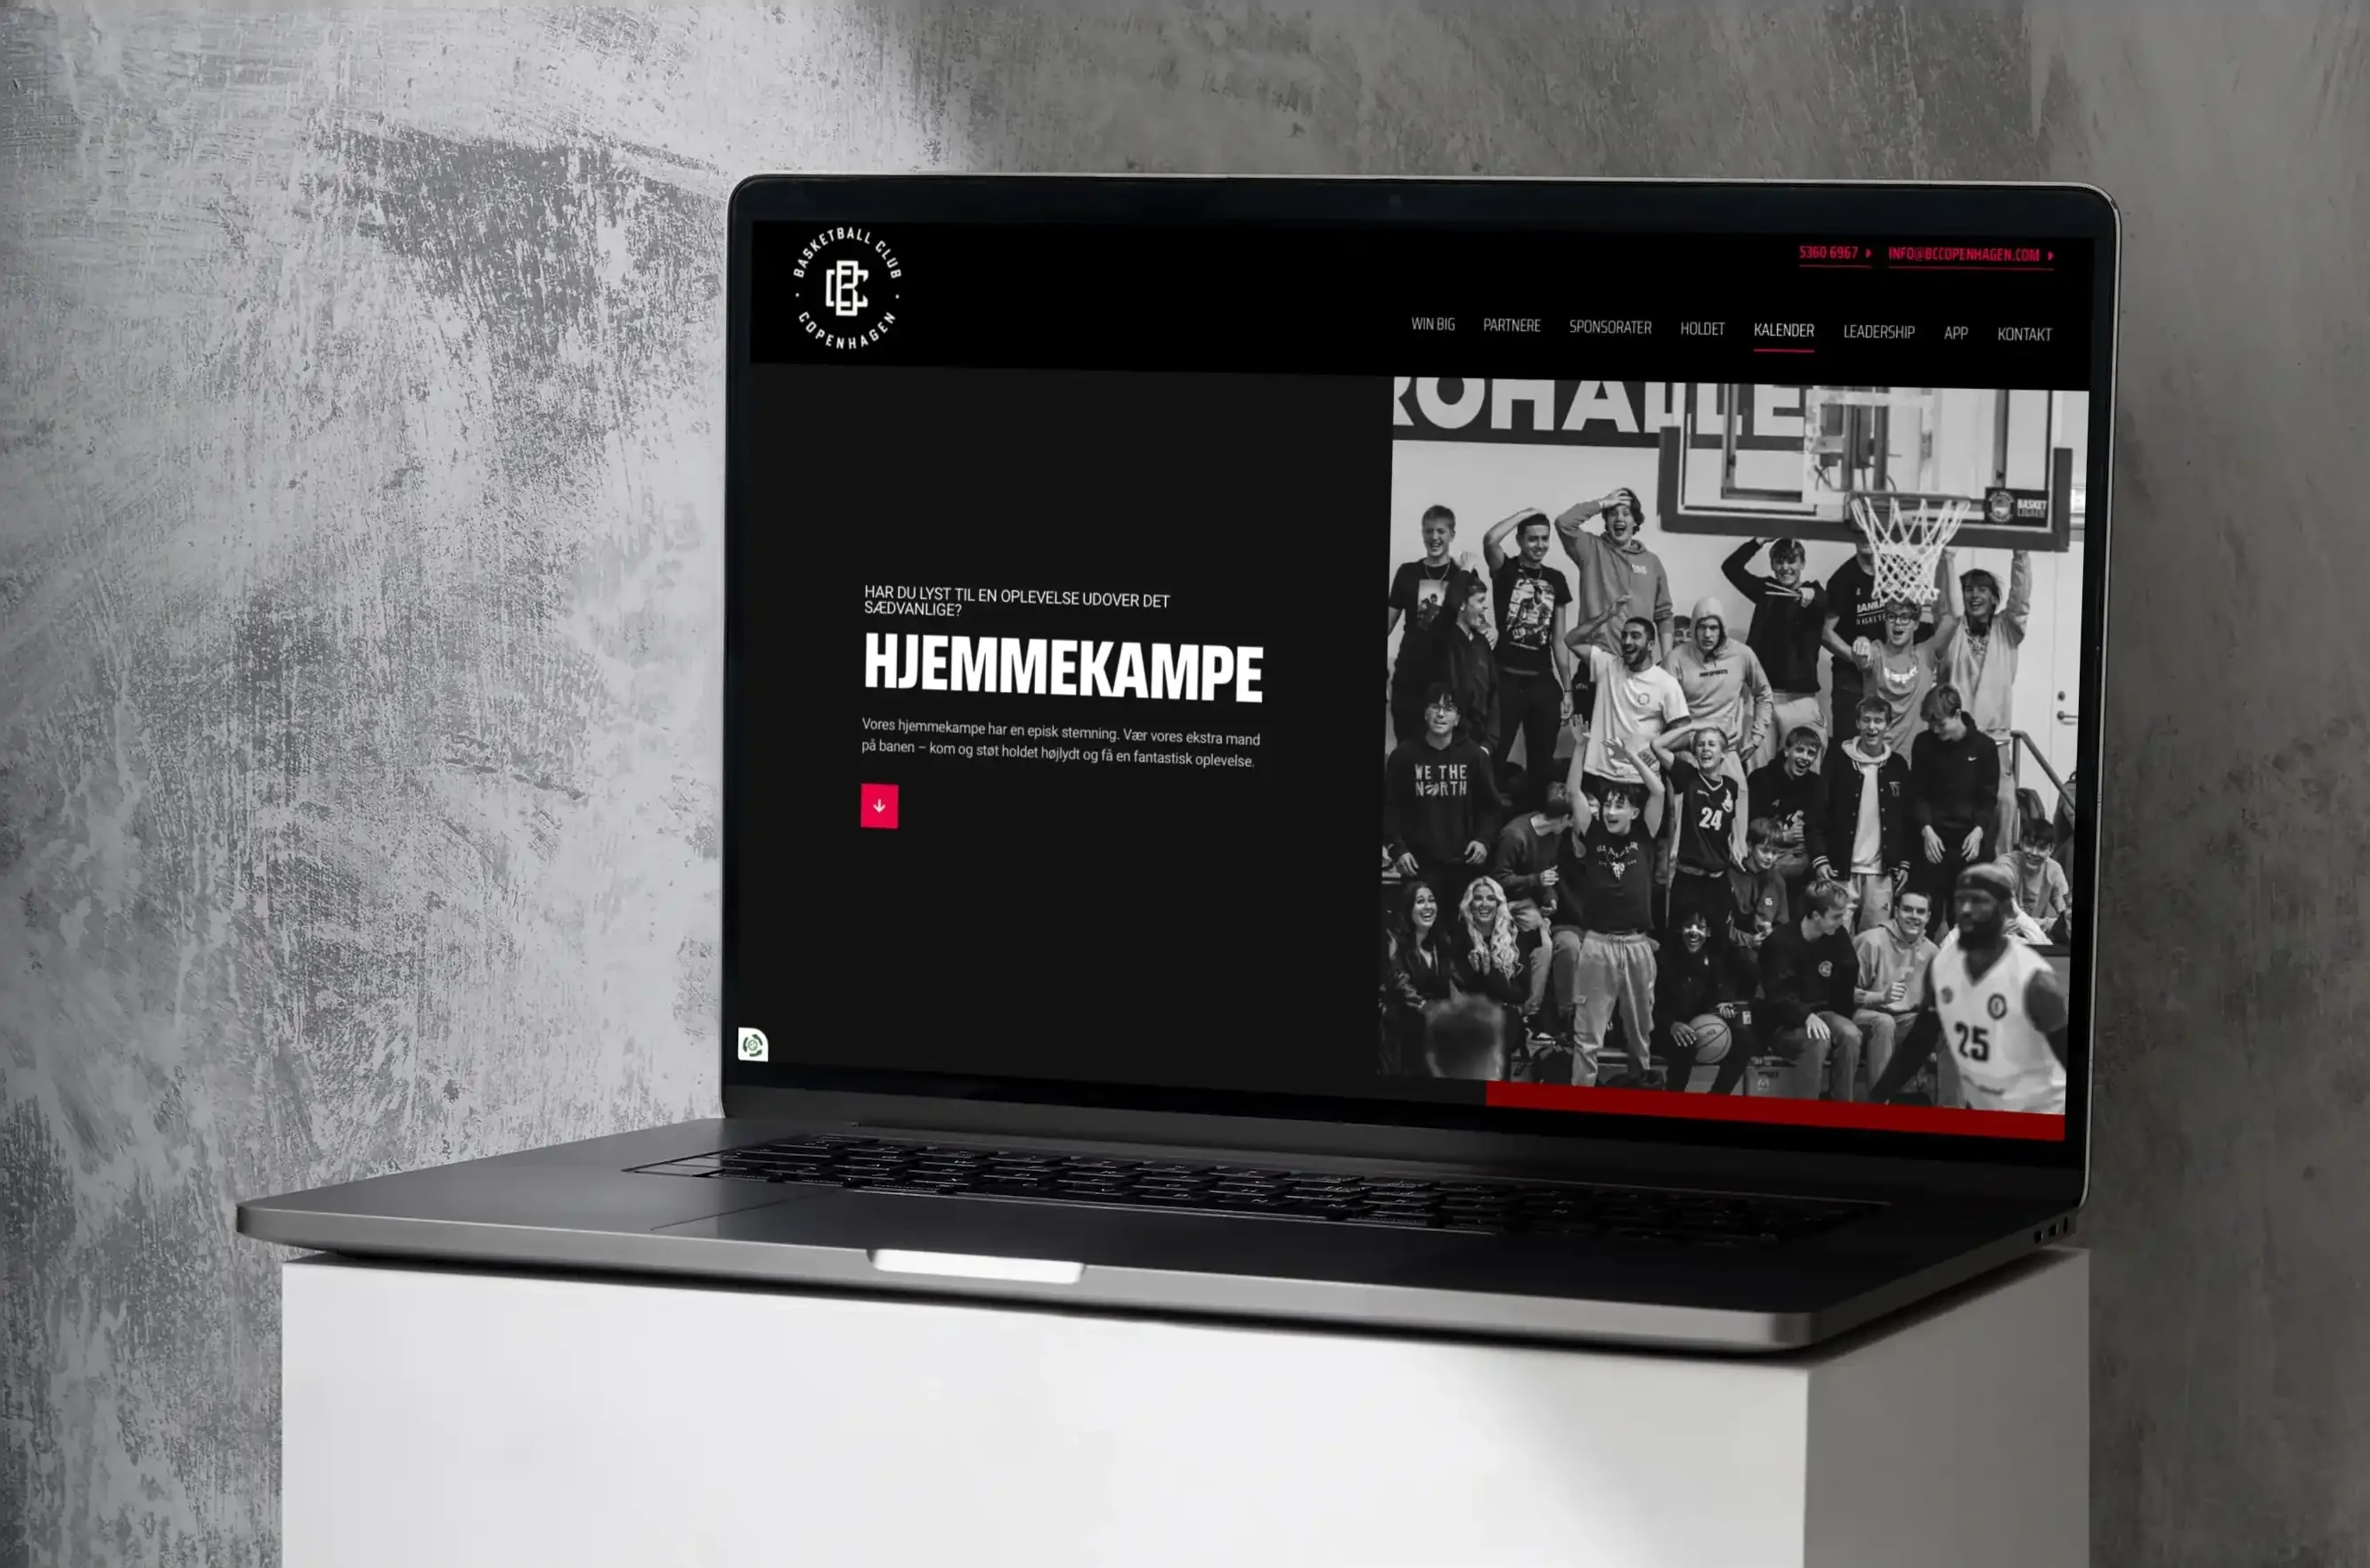 BASKETBALL CLUB
COPENHAGEN
BC
5360 6967
INFO@BCCOPENHAGEN.COM
WIN BIG PARTNERE SPONSORATER HOLDET KALENDER LEADERSHIP APP KONTAKT
HAR DU LYST TIL EN OPLEVELSE UDOVER DET
SÆDVANLIGE?
HJEMMEKAMPE
Vores hjemmekampe har en episk stemning. Vær vores ekstra mand
på banen – kom og støt holdet højlydt og få en fantastisk oplevelse.
ROHALLE
BASKET
WE THE
NORTH
24
25